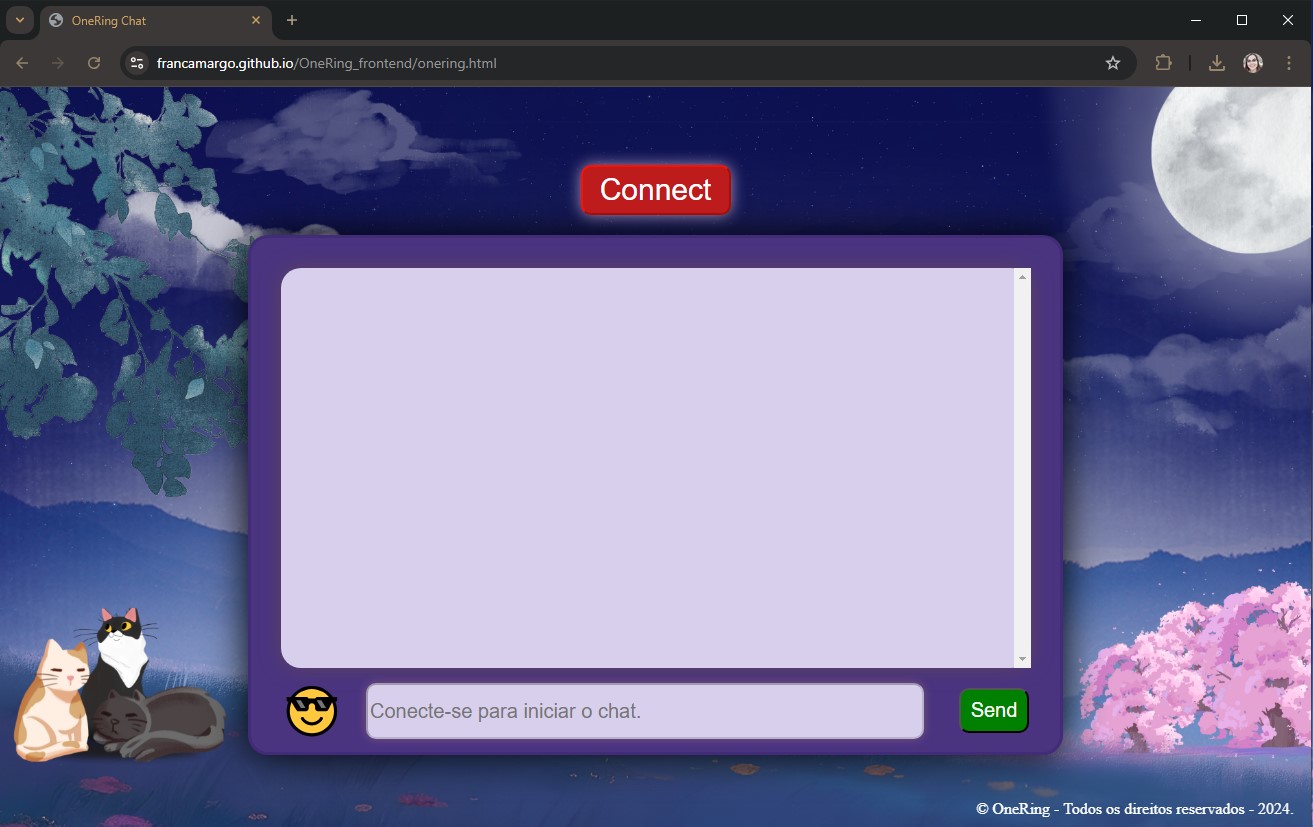 OneRing Chat
francamargo.github.io/OneRing_frontend/onering.html
Connect
Conecte-se para iniciar o chat.
Send
© OneRing - Todos os direitos reservados - 2024.